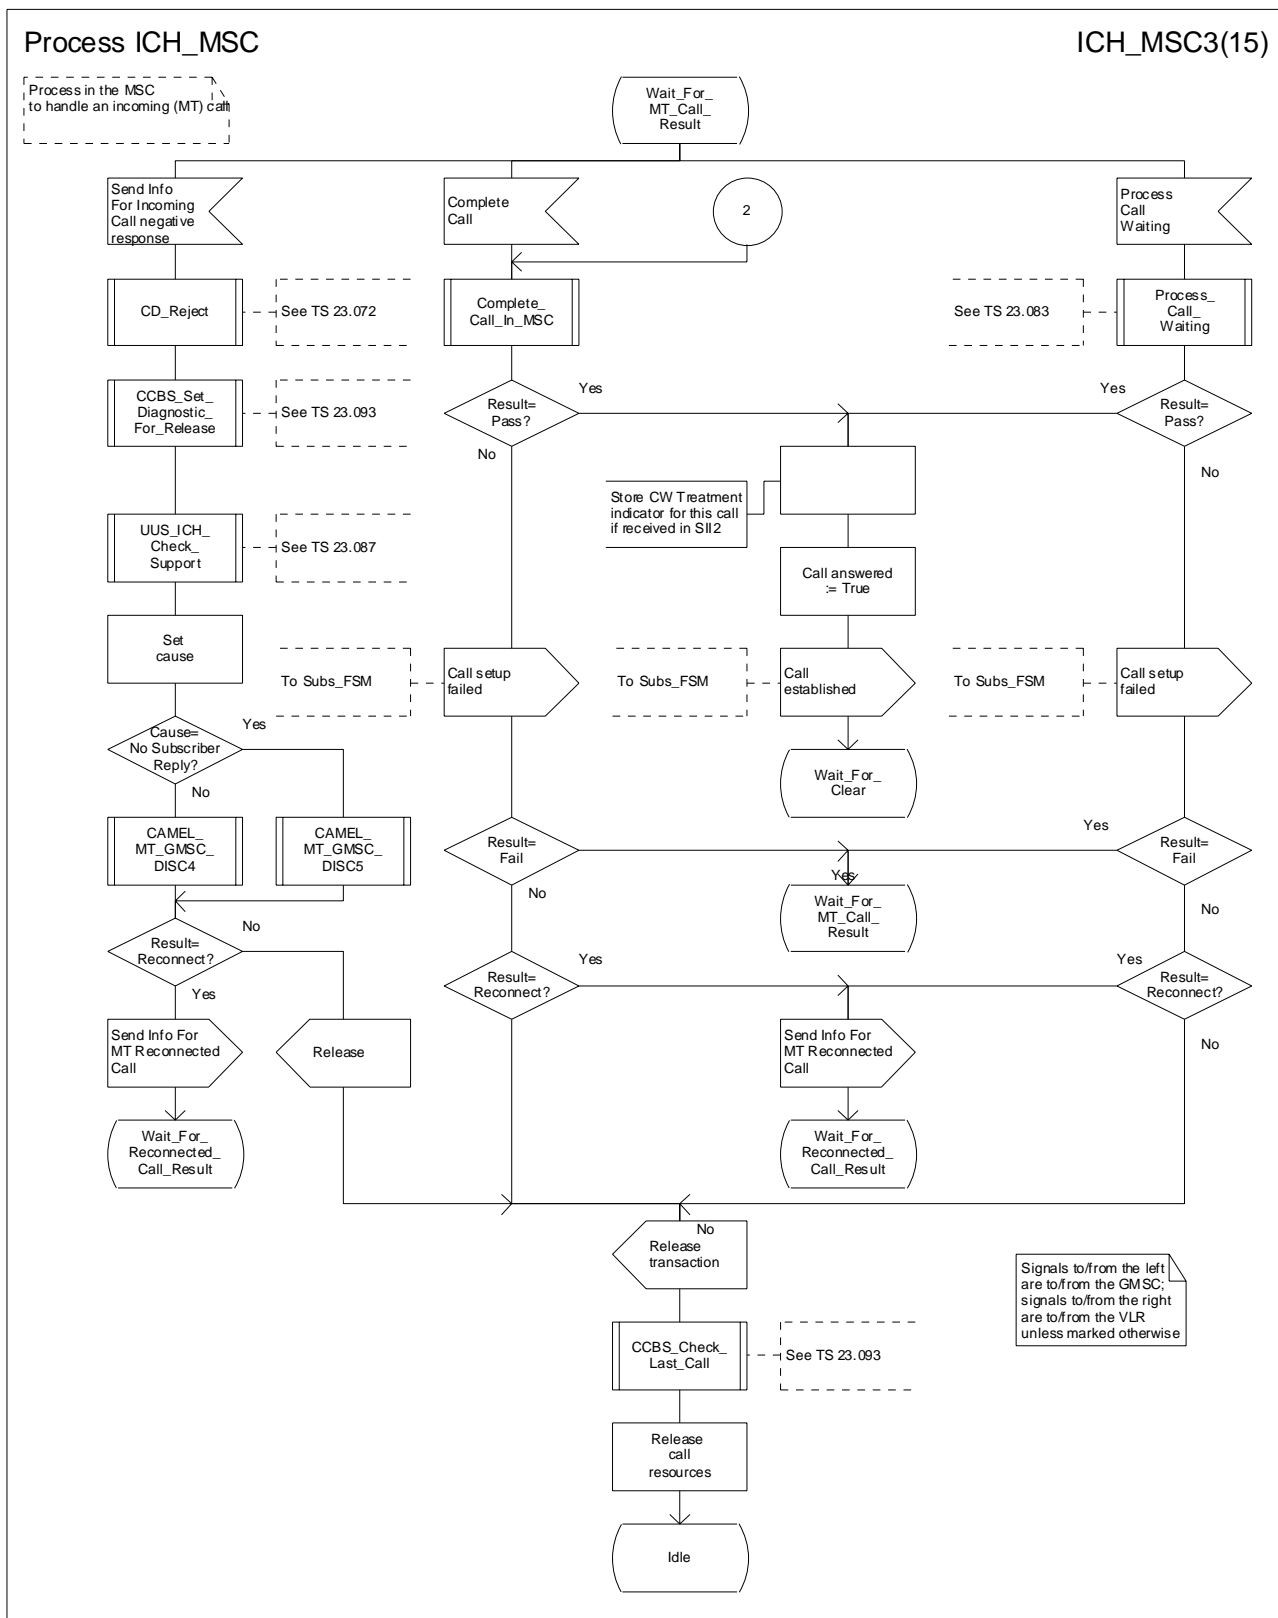 Process ICH_MSC
ICH_MSC3(15)
Process in the MSC
to handle an incoming (MT) call
Wait_For_
MT_Call_
Result
Send Info
For Incoming
Call negative
response
Complete
Call
2
Process
Call
Waiting
CD_Reject
See TS 23.072
Complete_
Call_In_MSC
See TS 23.083
Process_
Call_
Waiting
CCBS_Set_
Diagnostic_
For_Release
See TS 23.093
Result=
Pass?
Yes
No
Yes
Result=
Pass?
No
Store CW Treatment
indicator for this call
if received in SII2
UUS_ICH_
Check_
Support
See TS 23.087
Call answered
:= True
Set
cause
To Subs_FSM
Call setup
failed
To Subs_FSM
Call
established
To Subs_FSM
Call setup
failed
Cause=
No Subscriber
Reply?
Yes
No
Wait_For_
Clear
CAMEL_
MT_GMSC_
DISC4
CAMEL_
MT_GMSC_
DISC5
Result=
Fail
Yes
No
Yes
Result=
Fail
No
Wait_For_
MT_Call_
Result
Result=
Reconnect?
No
Yes
Result=
Reconnect?
Yes
Yes
Result=
Reconnect?
No
Send Info For
MT Reconnected
Call
Release
Send Info For
MT Reconnected
Call
Wait_For_
Reconnected_
Call_Result
Wait_For_
Reconnected_
Call_Result
No
Release
transaction
Signals to/from the left
are to/from the GMSC;
signals to/from the right
are to/from the VLR
unless marked otherwise
CCBS_Check_
Last_Call
See TS 23.093
Release
call
resources
Idle